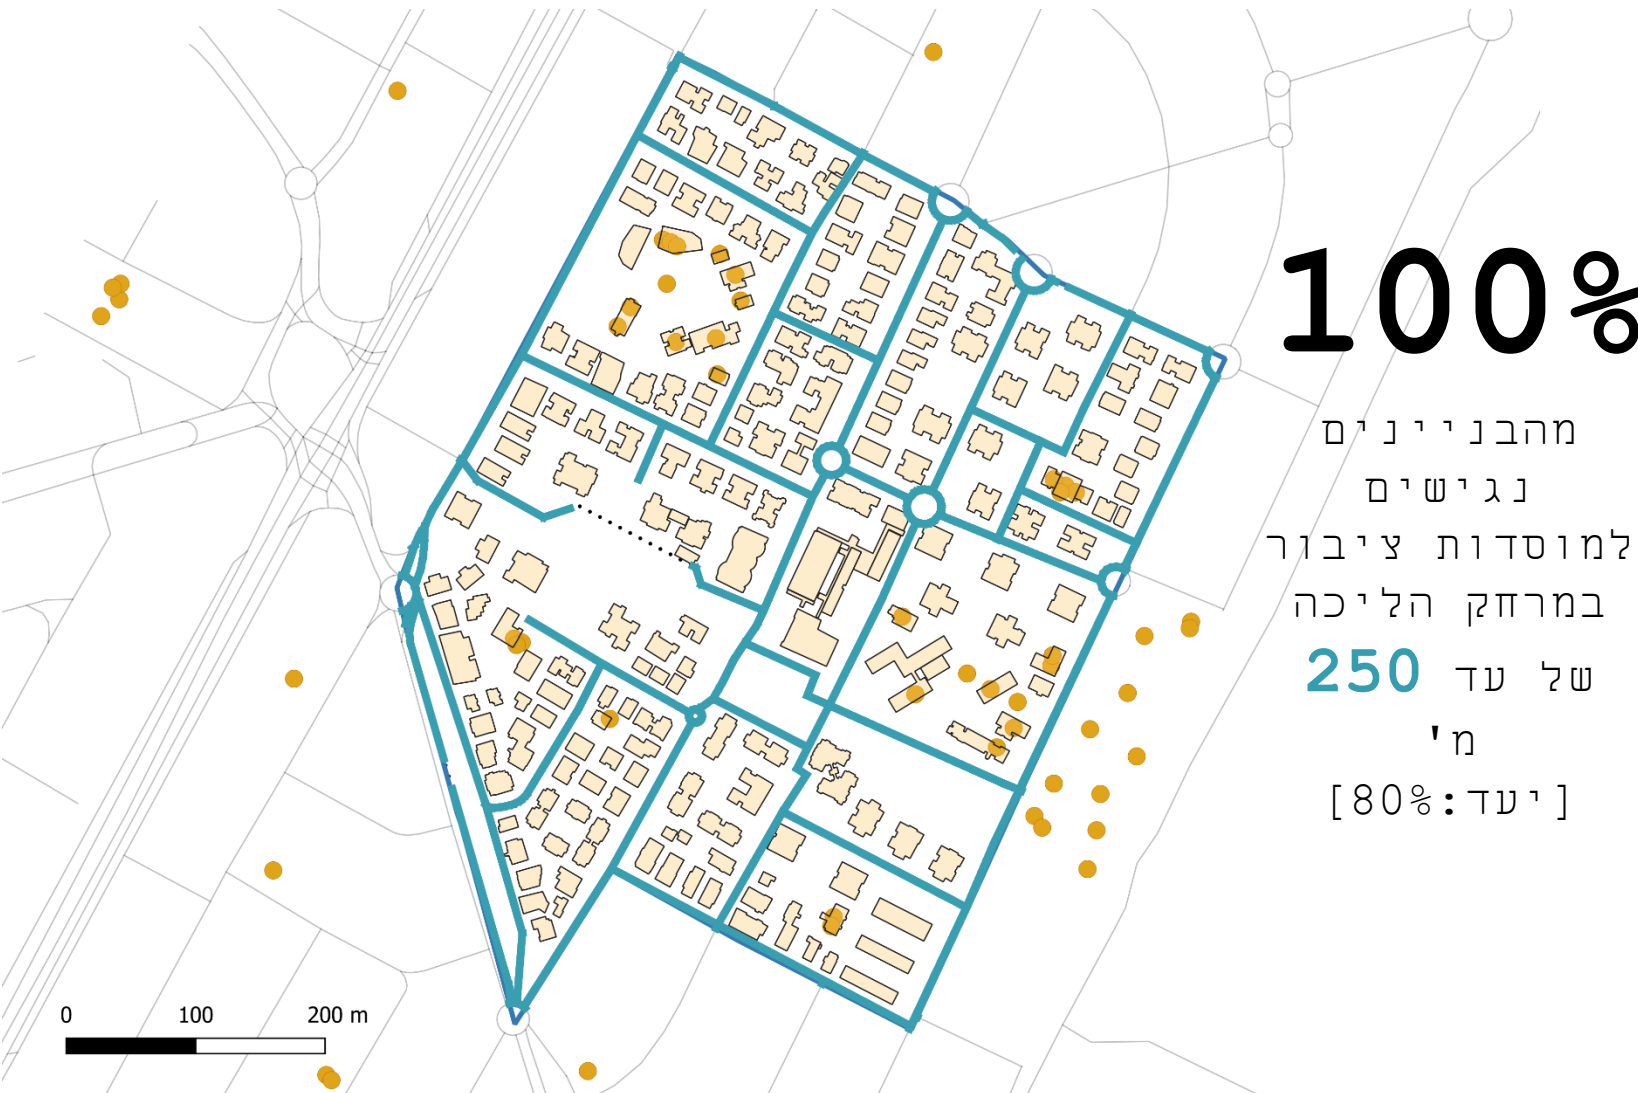 100%
מהבניינים
נגישים
למוסדות ציבור
במרחק הליכה
של עד 250
מ'
[יעד:80%]
0 100 200 m